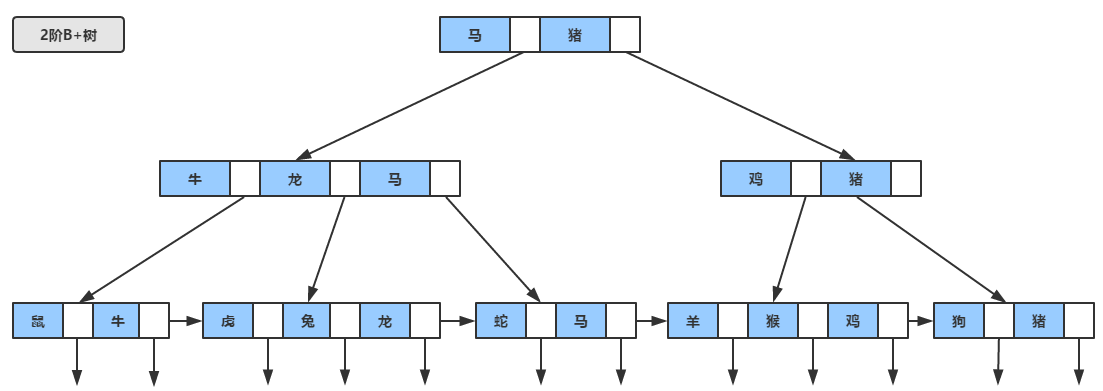 2阶B+树
马 猪
牛 龙 马
鸡 猪
鼠 牛
虏 兔 龙
蛇 马
羊 猴 鸡
狗 猪